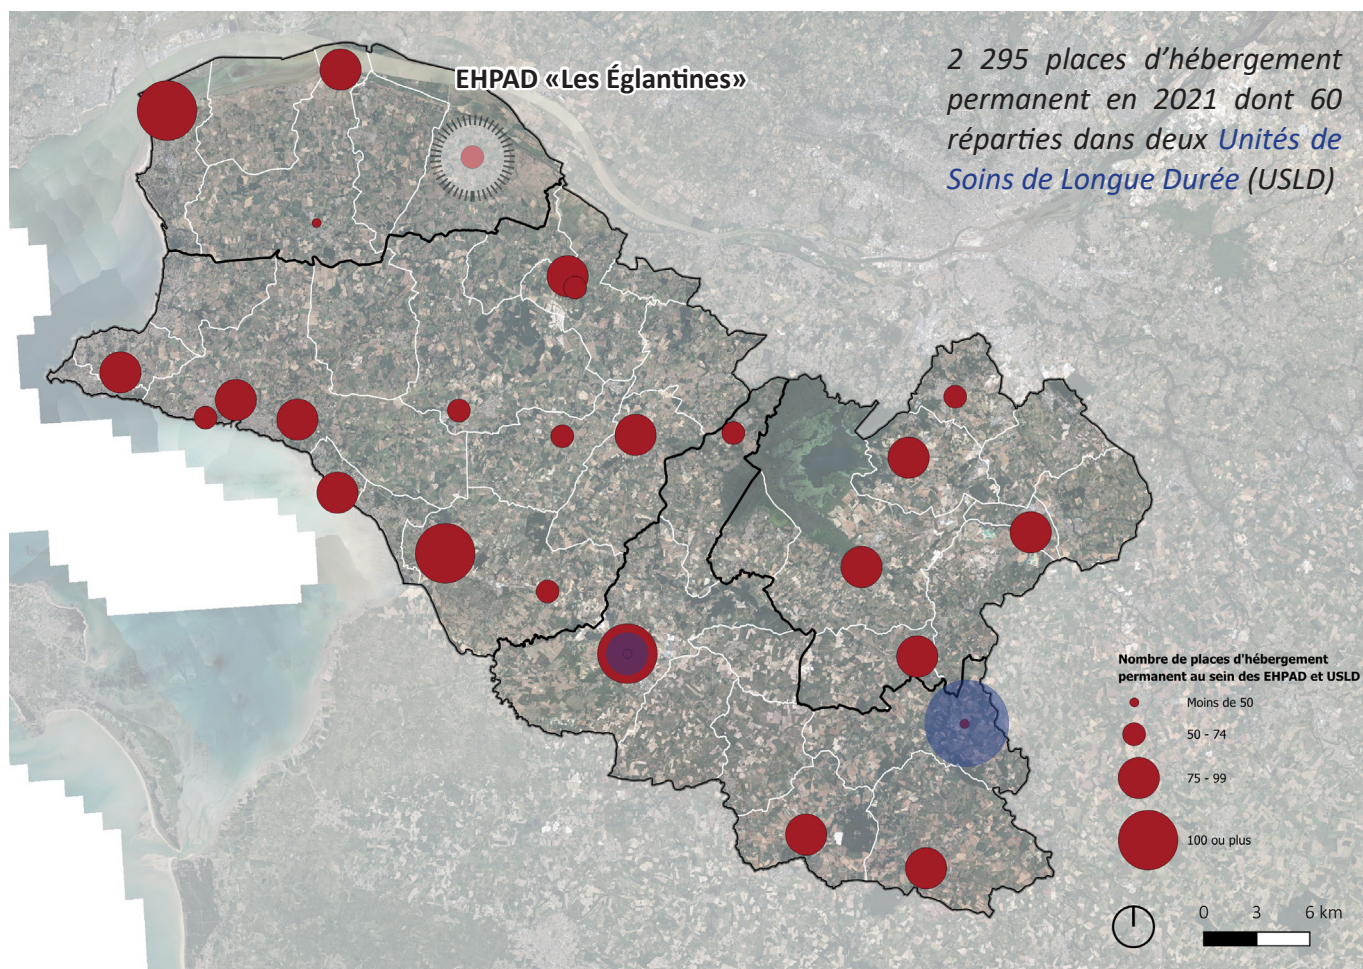 EHPAD «Les Églantines»
2 295 places d’hébergement
permanent en 2021 dont 60
réparties dans deux Unités de
Soins de Longue Durée (USLD)
Nombre de places d'hébergement
permanent au sein des EHPAD et USLD
Moins de 50
50 - 74
75 - 99
100 ou plus
0 3 6 km